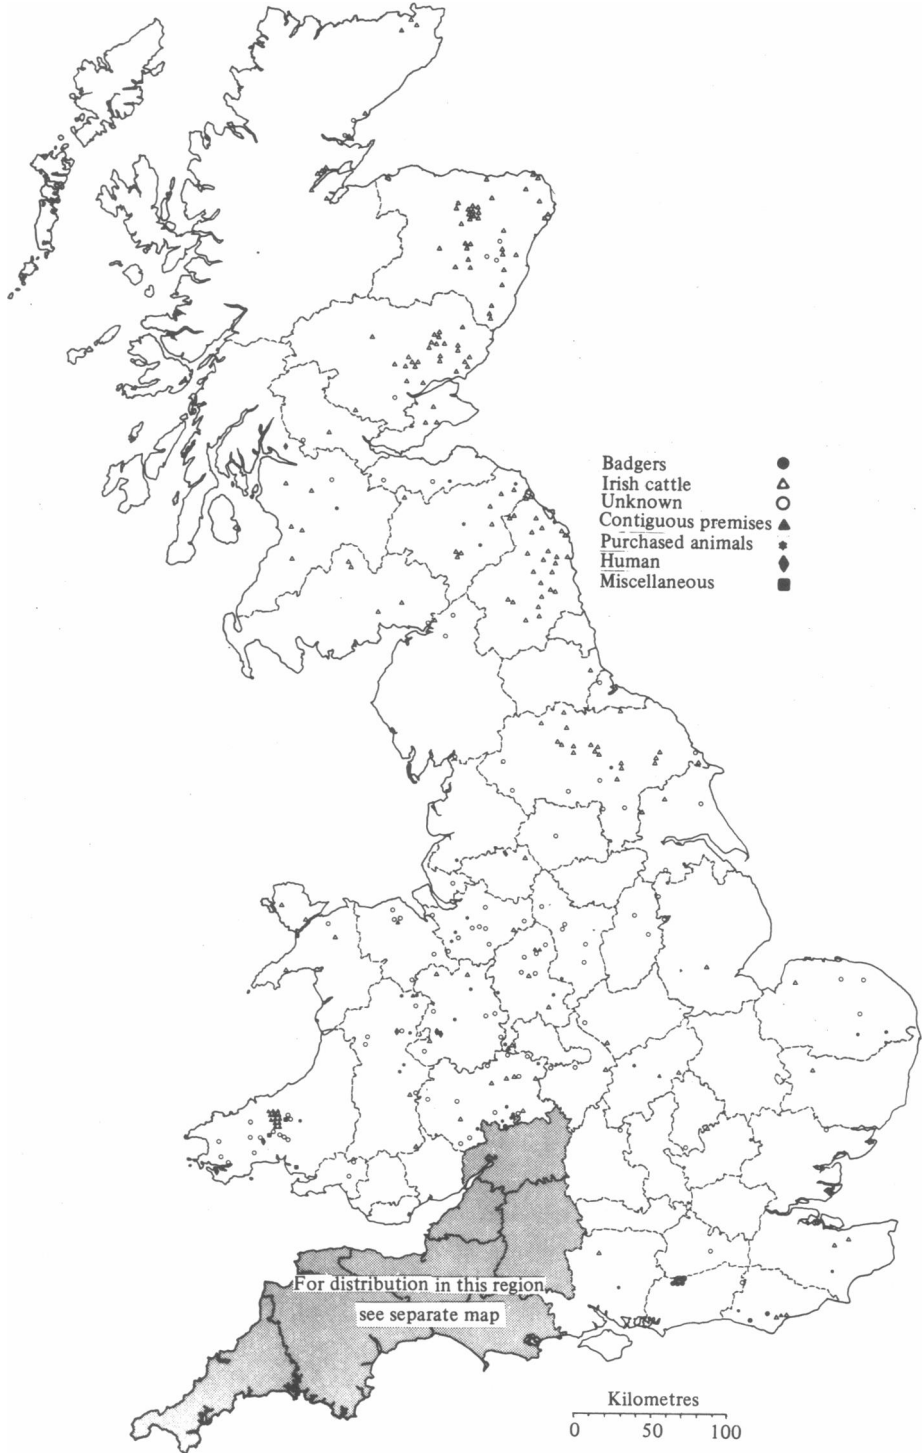 Badgers
Irish cattle
Unknown
Contiguous premises
Purchased animals
Human
Miscellaneous
For distribution in this region
see separate map
Kilometres
0 50 100